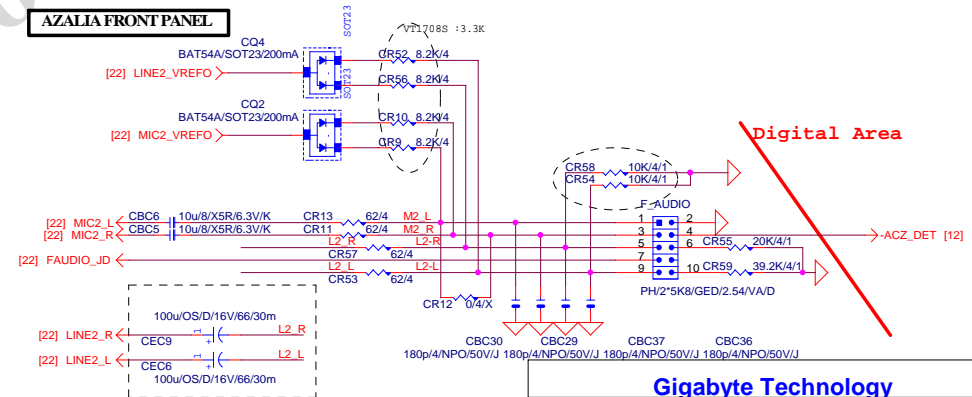 AZALIA FRONT PANEL
SOT23
VT1708S :3.3K
CQ4
BAT54A/SOT23/200mA
CR52 8.2K/4
[22] LINE2_VREFO
SOT23
CR56 8.2K/4
CQ2
BAT54A/SOT23/200mA
CR10 8.2K/4
[22] MIC2_VREFO
CR9 8.2K/4
Digital Area
CR58 10K/4/1
CR54 10K/4/1
F_AUDIO
[22] MIC2_L CBC6 10u/8/X5R/6.3V/K CR13 62/4 M2_L 1 2
[22] MIC2_R CBC5 10u/8/X5R/6.3V/K CR11 62/4 M2_R 3 4 -ACZ_DET [12]
L2_R L2-R 5 6 CR55 20K/4/1
[22] FAUDIO_JD CR57 62/4 7
L2_L L2-L 9 10 CR59 39.2K/4/1
CR53 62/4
PH/2*5K8/GED/2.54/VA/D
CR12 0/4/X
100u/OS/D/16V/66/30m
[22] LINE2_R 1 + L2_R
CEC9
CBC30 CBC29 CBC37 CBC36
180p/4/NPO/50V/J 180p/4/NPO/50V/J 180p/4/NPO/50V/J 180p/4/NPO/50V/J
[22] LINE2_L 1 + L2_L
CEC6
100u/OS/D/16V/66/30m
Gigabyte Technology